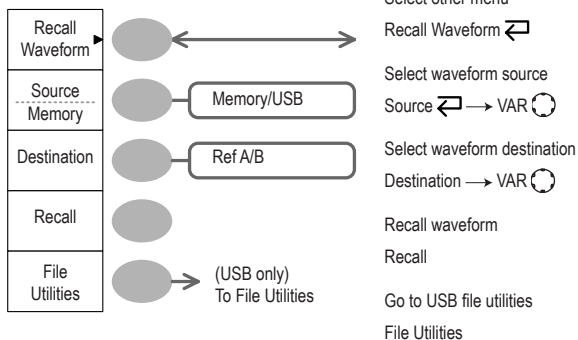 Recall
Waveform
Source
Memory
Destination
Recall
File
Utilities
Memory/USB
Ref A/B
(USB only)
To File Utilities
Select other menu
Recall Waveform
Select waveform source
Source → VAR
Select waveform destination
Destination → VAR
Recall waveform
Recall
Go to USB file utilities
File Utilities